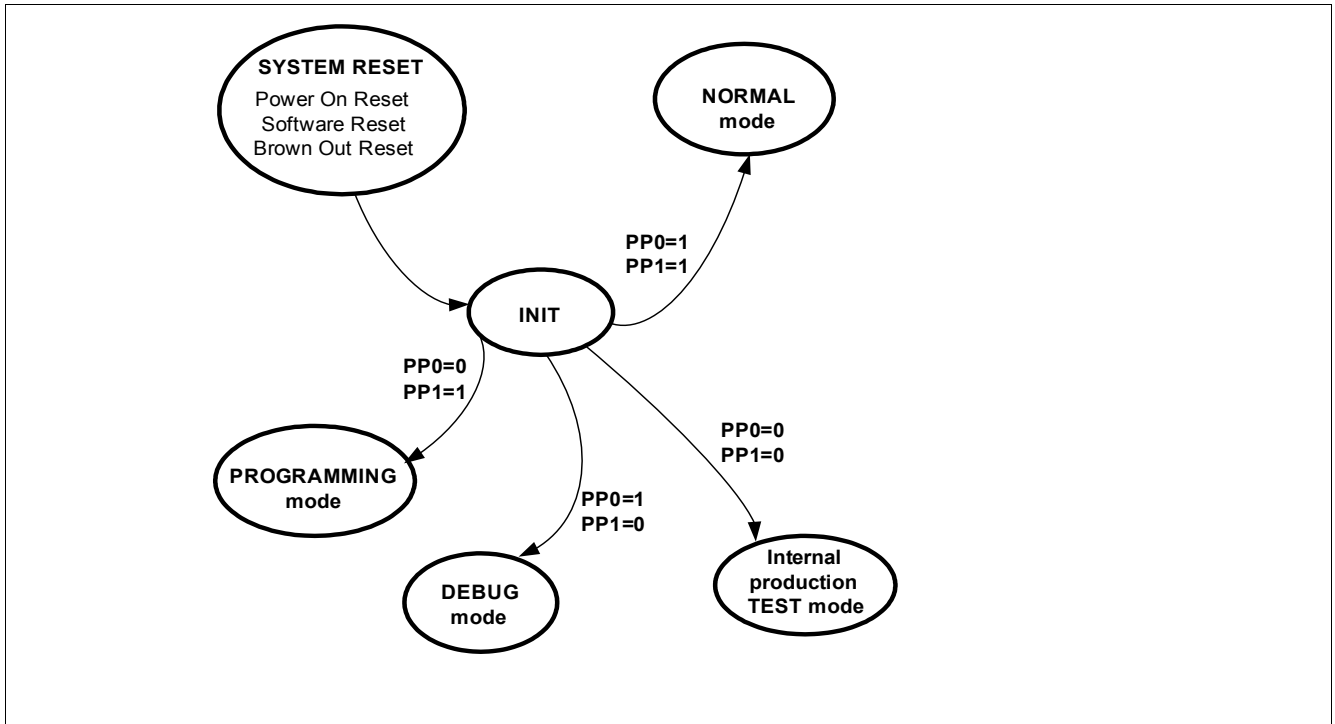 SYSTEM RESET
Power On Reset
Software Reset
Brown Out Reset
NORMAL
mode
PP0=1
PP1=1
INIT
PP0=0
PP1=1
PROGRAMMING
mode
PP0=1
PP1=0
DEBUG
mode
PP0=0
PP1=0
Internal
production
TEST mode